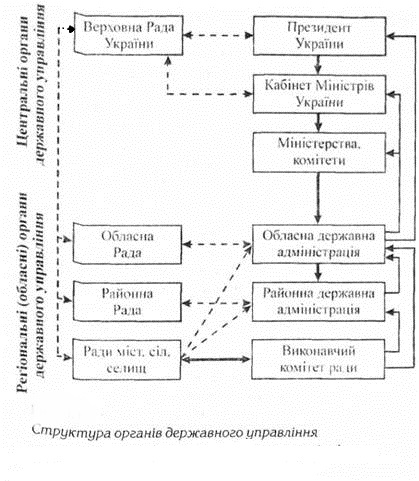 Центральні органи
державного управління
Верховна Рада
України
Президент
України
Кабінет Міністрів
України
Міністерства,
комітети
Регіональні (обласні) органи
державного управління
Обласна
Рада
Обласна державна
адміністрація
Районна
Рада
Районна державна
адміністрація
Ради міст, сіл,
селищ
Виконавчий
комітет ради
Структура органів державного управління